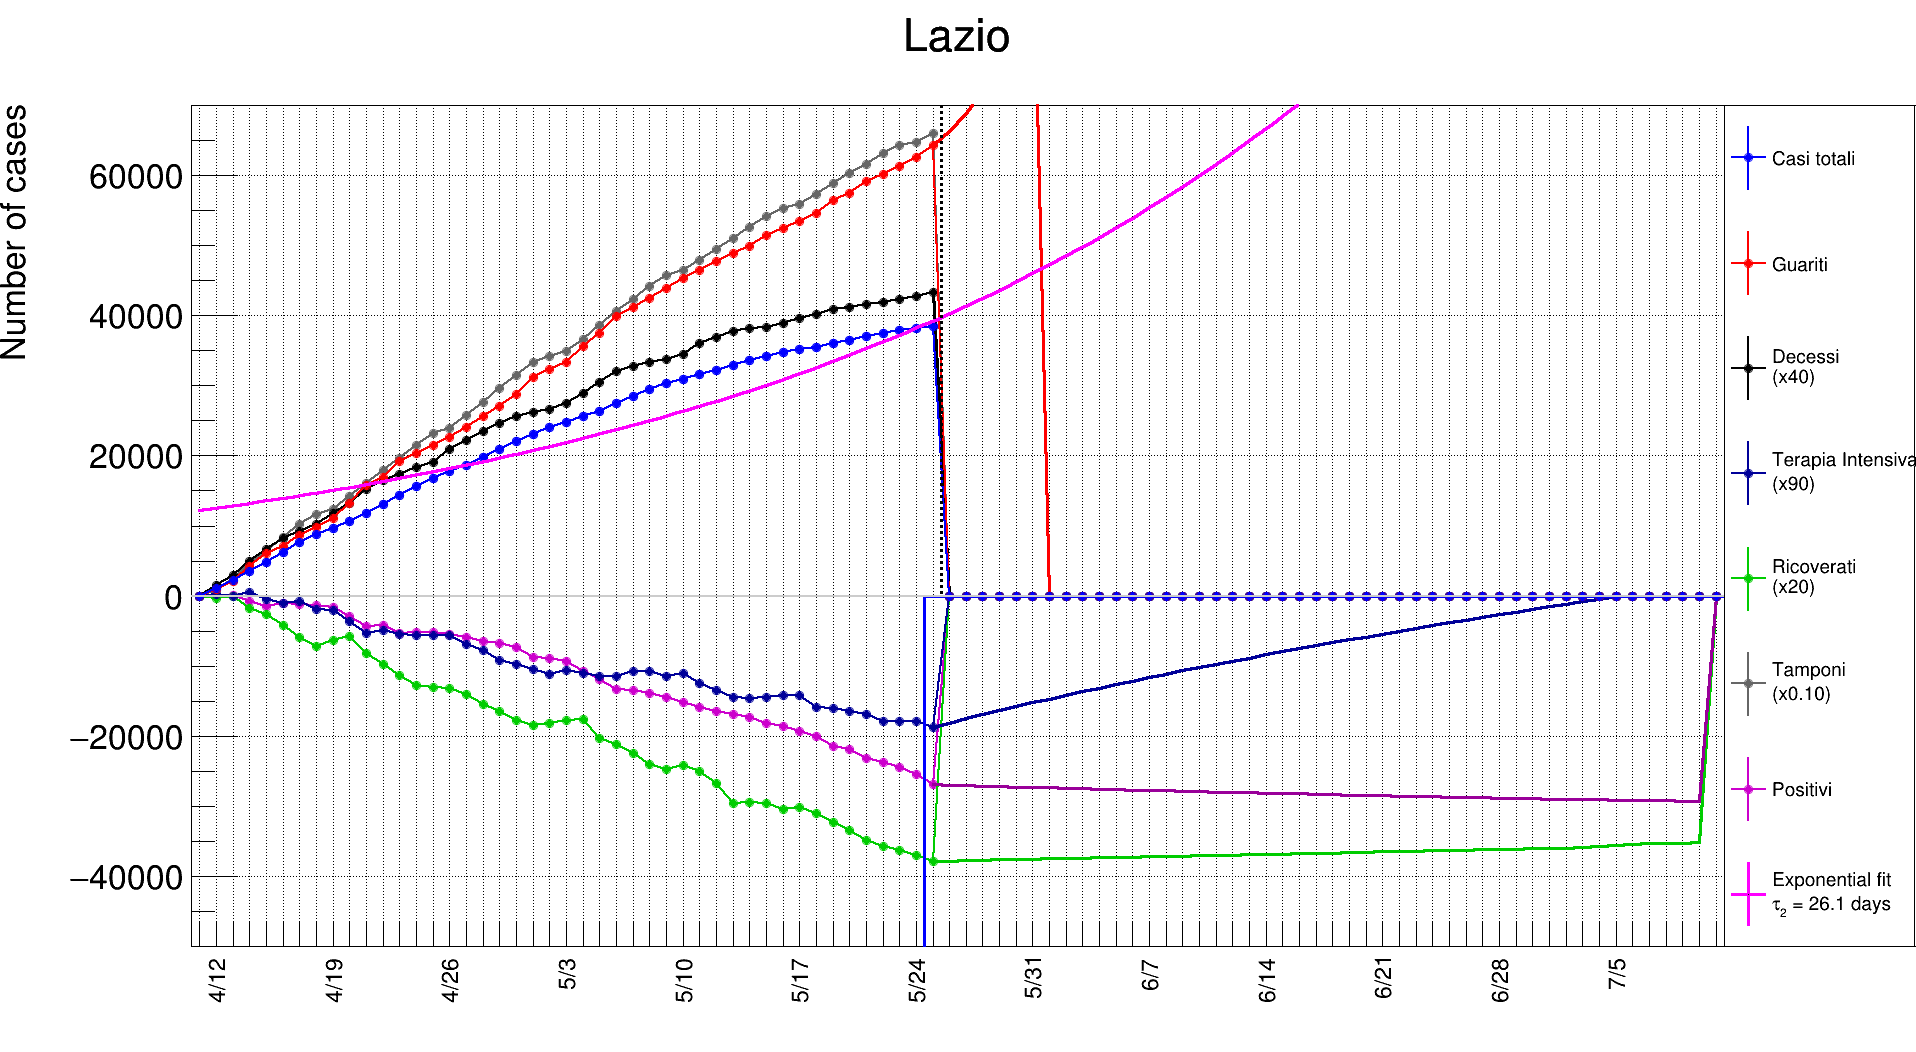 Lazio
Number of cases
60000
40000
20000
0
−20000
−40000
4/12
4/19
4/26
5/3
5/10
5/17
5/24
5/31
6/7
6/14
6/21
6/28
7/5
Casi totali
Guariti
Decessi
(x40)
Terapia Intensiva
(x90)
Ricoverati
(x20)
Tamponi
(x0.10)
Positivi
Exponential fit
τ2 = 26.1 days